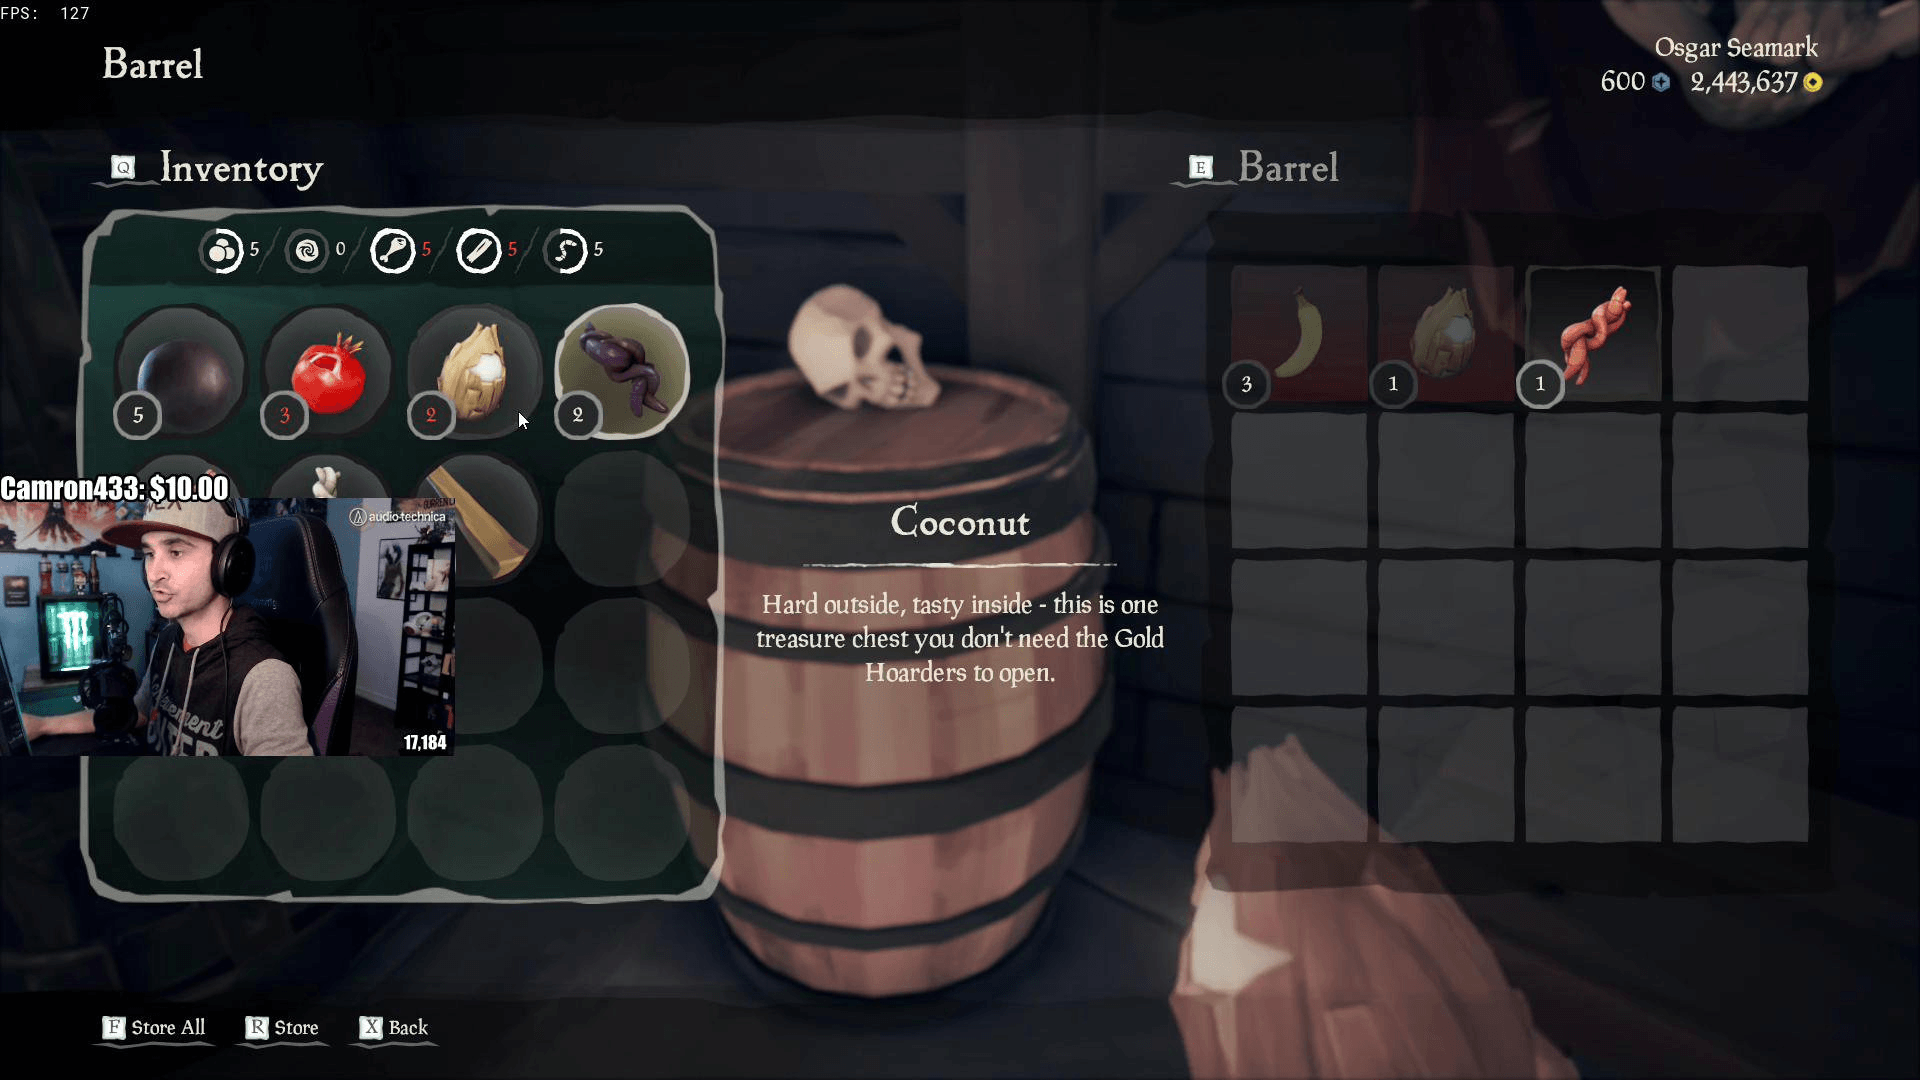 FPS: 127
Barrel
Osgar Seamark
600 2,443,637
Q Inventory
E Barrel
5 0 5 5 5
5 3 2 2
3 1 1
Camron433: $10.00
audio-technica
17,184
Coconut
Hard outside, tasty inside - this is one
treasure chest you don't need the Gold
Hoarders to open.
F Store All R Store X Back